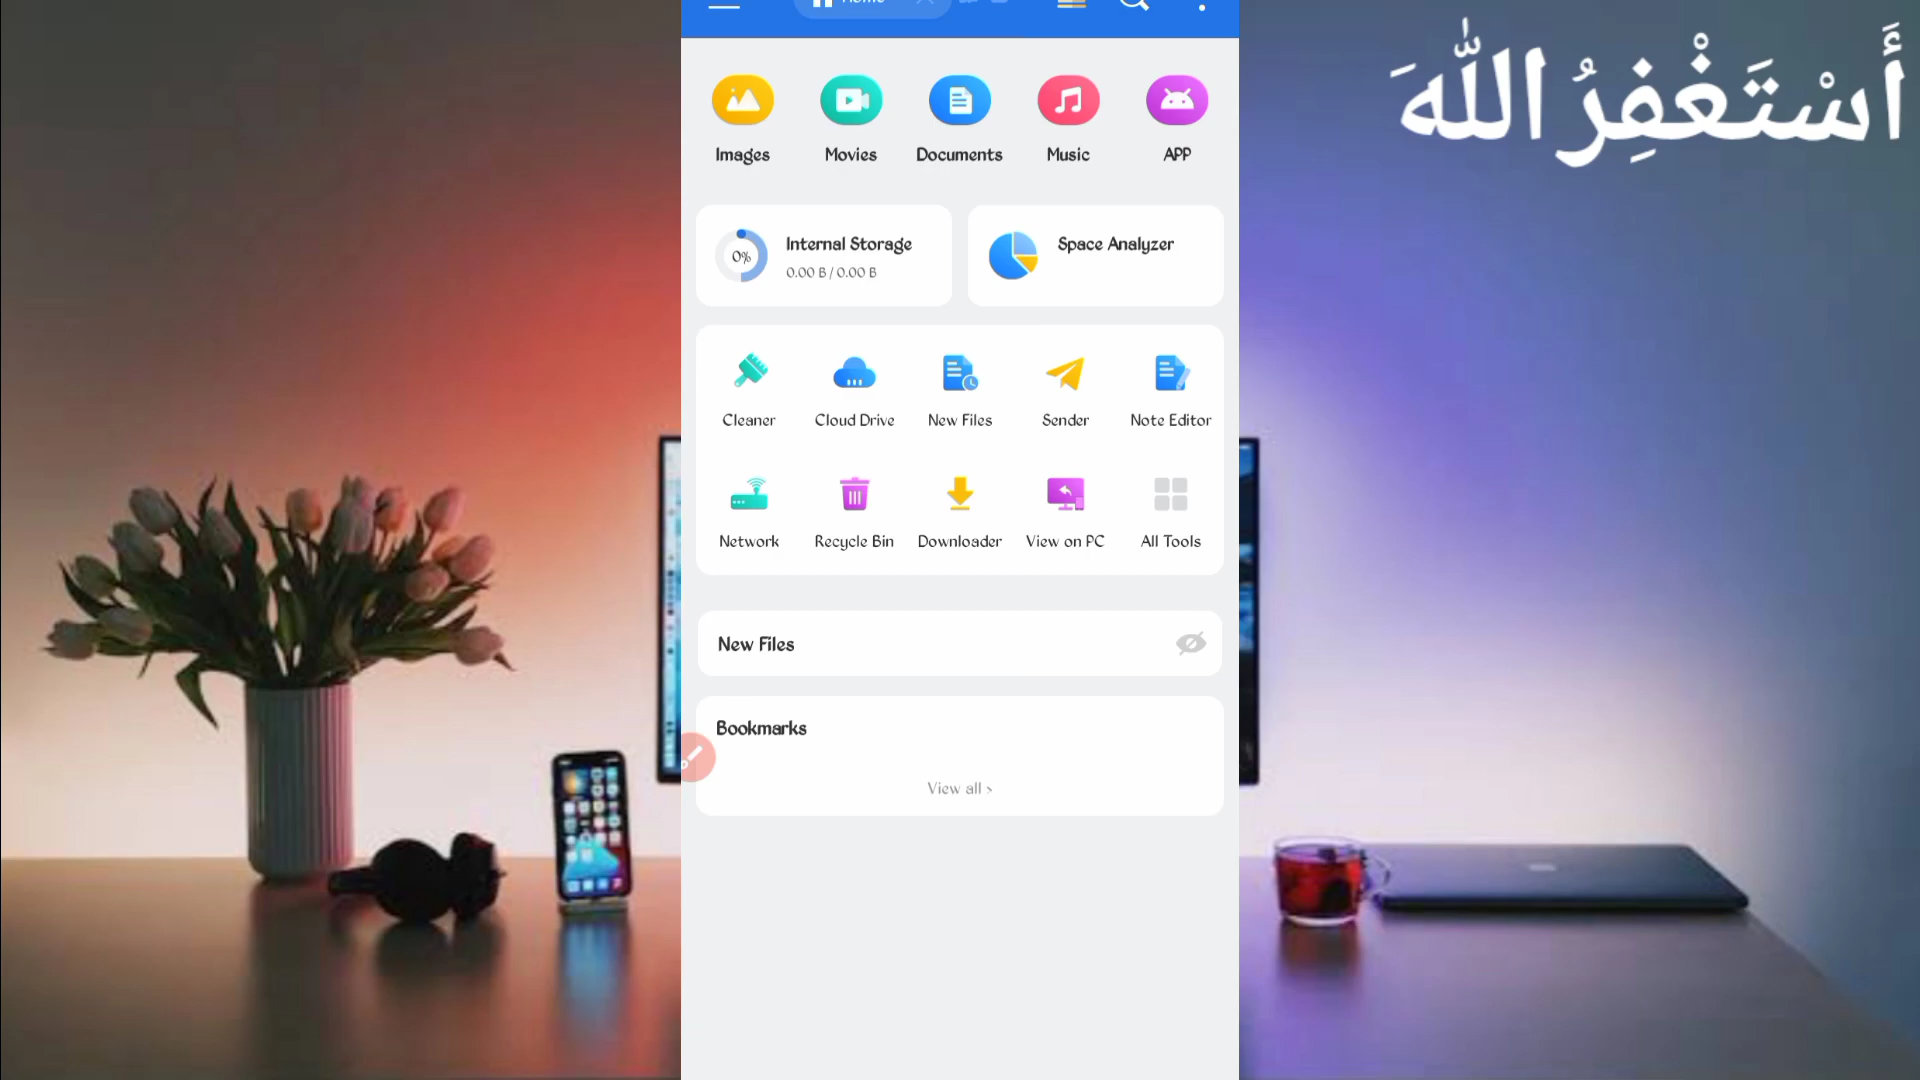 Home
أَسْتَغْفِرُ اللَّهَ
Images
Movies
Documents
Music
APP
0%
Internal Storage
0.00 B / 0.00 B
Space Analyzer
Cleaner
Cloud Drive
New Files
Sender
Note Editor
Network
Recycle Bin
Downloader
View on PC
All Tools
New Files
Bookmarks
View all >